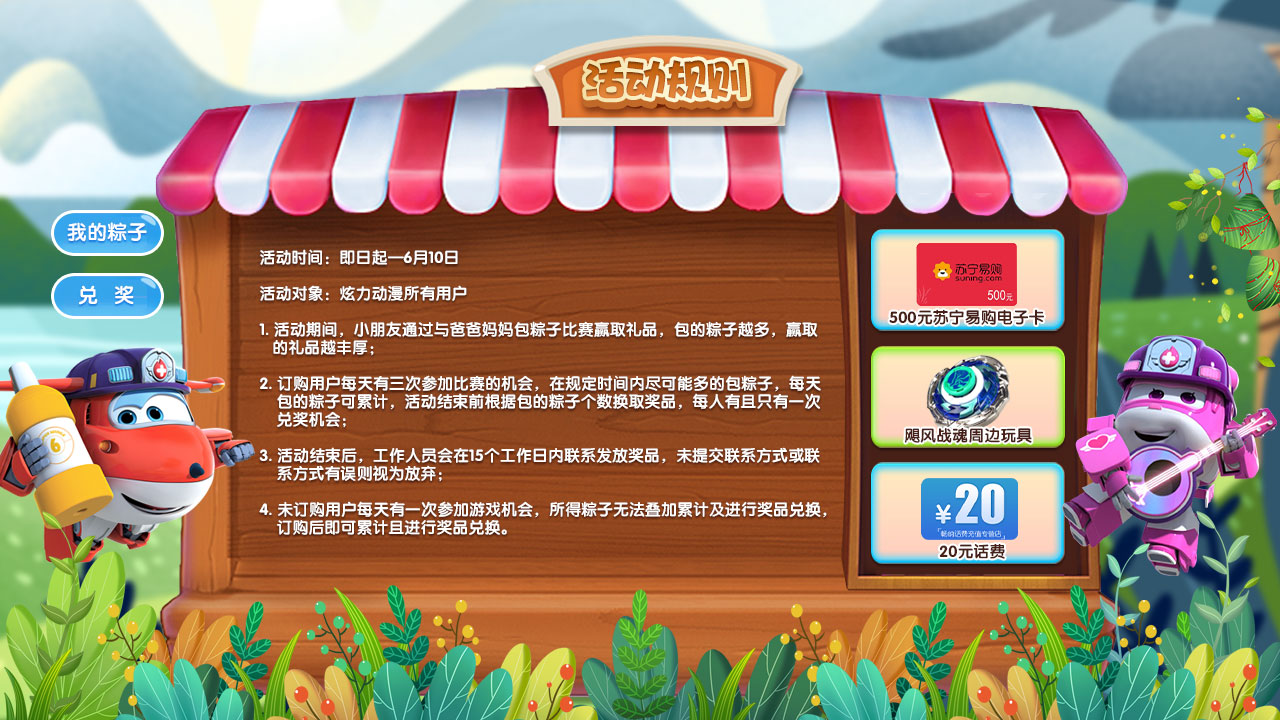 活动规则
我的粽子
兑 奖
活动时间：即日起—6月10日
活动对象：炫力动漫所有用户
1. 活动期间，小朋友通过与爸爸妈妈包粽子比赛赢取礼品，包的粽子越多，赢取
的礼品越丰厚；
2. 订购用户每天有三次参加比赛的机会，在规定时间内尽可能多的包粽子，每天
包的粽子可累计，活动结束前根据包的粽子个数换取奖品，每人有且只有一次
兑奖机会；
3. 活动结束后，工作人员会在15个工作日内联系发放奖品，未提交联系方式或联
系方式有误则视为放弃；
4. 未订购用户每天有一次参加游戏机会，所得粽子无法叠加累计及进行奖品兑换，
订购后即可累计且进行奖品兑换。
苏宁易购
suning.com
500元
500元苏宁易购电子卡
飓风战魂周边玩具
¥20
20元话费
6